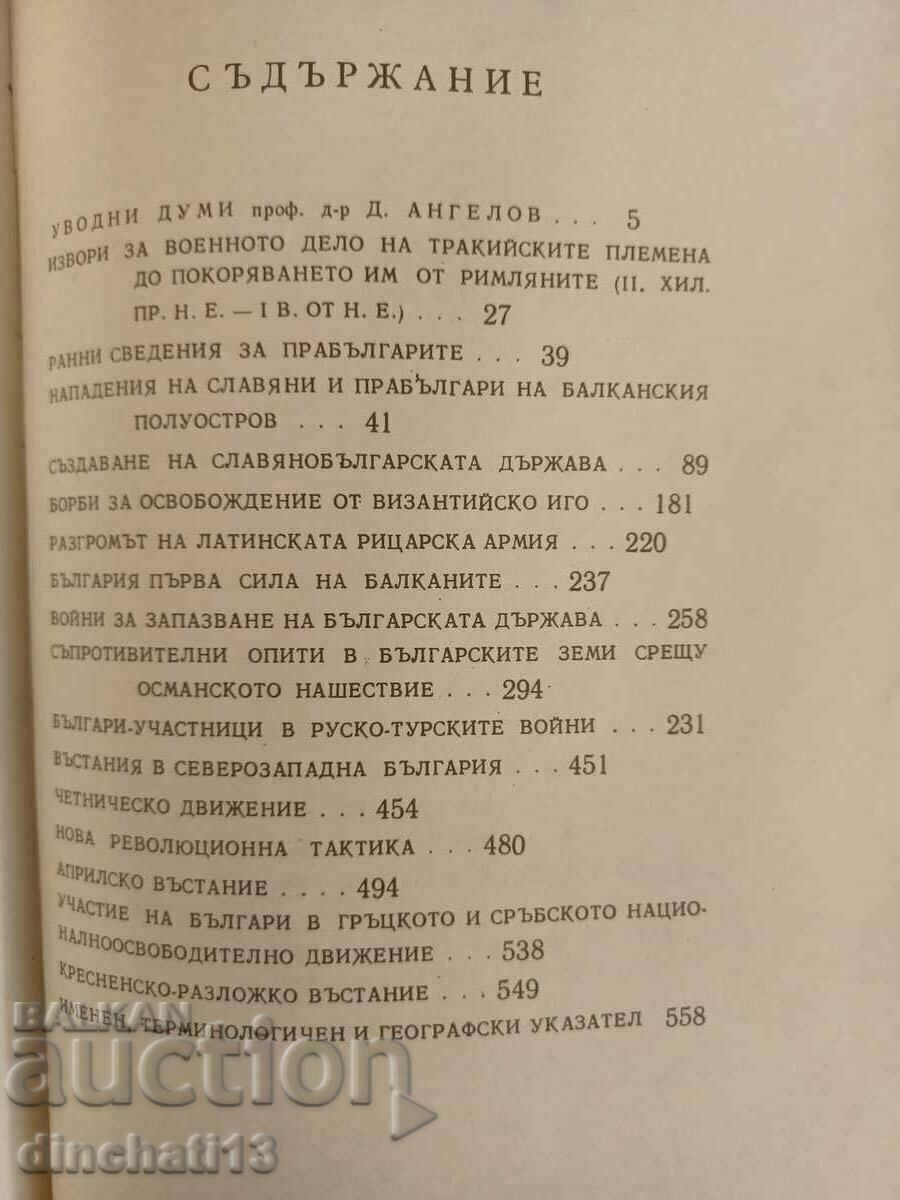 СЪДЪРЖАНИЕ
УВОДНИ ДУМИ проф. д-р Д. АНГЕЛОВ . . . 5
ИЗВОРИ ЗА ВОЕННОТО ДЕЛО НА ТРАКИЙСКИТЕ ПЛЕМЕНА
ДО ПОКОРЯВАНЕТО ИМ ОТ РИМЛЯНИТЕ (II. ХИЛ.
ПР. Н. Е. — I В. ОТ Н. Е.) . . . 27
РАННИ СВЕДЕНИЯ ЗА ПРАБЪЛГАРИТЕ . . . 39
НАПАДЕНИЯ НА СЛАВЯНИ И ПРАБЪЛГАРИ НА БАЛКАНСКИЯ
ПОЛУОСТРОВ . . . 41
СЪЗДАВАНЕ НА СЛАВЯНОБЪЛГАРСКАТА ДЪРЖАВА . . . 89
БОРБИ ЗА ОСВОБОЖДЕНИЕ ОТ ВИЗАНТИЙСКО ИГО . . . 181
РАЗГРОМЪТ НА ЛАТИНСКАТА РИЦАРСКА АРМИЯ . . . 220
БЪЛГАРИЯ ПЪРВА СИЛА НА БАЛКАНИТЕ . . . 237
ВОЙНИ ЗА ЗАПАЗВАНЕ НА БЪЛГАРСКАТА ДЪРЖАВА . . . 258
СЪПРОТИВИТЕЛНИ ОПИТИ В БЪЛГАРСКИТЕ ЗЕМИ СРЕЩУ
ОСМАНСКОТО НАШЕСТВИЕ . . . 294
БЪЛГАРИ-УЧАСТНИЦИ В РУСКО-ТУРСКИТЕ ВОЙНИ . . . 231
ВЪСТАНИЯ В СЕВЕРОЗАПАДНА БЪЛГАРИЯ . . . 451
ЧЕТНИЧЕСКО ДВИЖЕНИЕ . . . 454
НОВА РЕВОЛЮЦИОННА ТАКТИКА . . . 480
АПРИЛСКО ВЪСТАНИЕ . . . . 494
УЧАСТИЕ НА БЪЛГАРИ В ГРЪЦКОТО И СРЪБСКОТО НАЦИО-
НАЛНООСВОБОДИТЕЛНО ДВИЖЕНИЕ . . . 538
КРЕСНЕНСКО-РАЗЛОЖКО ВЪСТАНИЕ . . . 549
ИМЕНЕН, ТЕРМИНОЛОГИЧЕН И ГЕОГРАФСКИ УКАЗАТЕЛ 558
BALKAN
auction
dinchati13